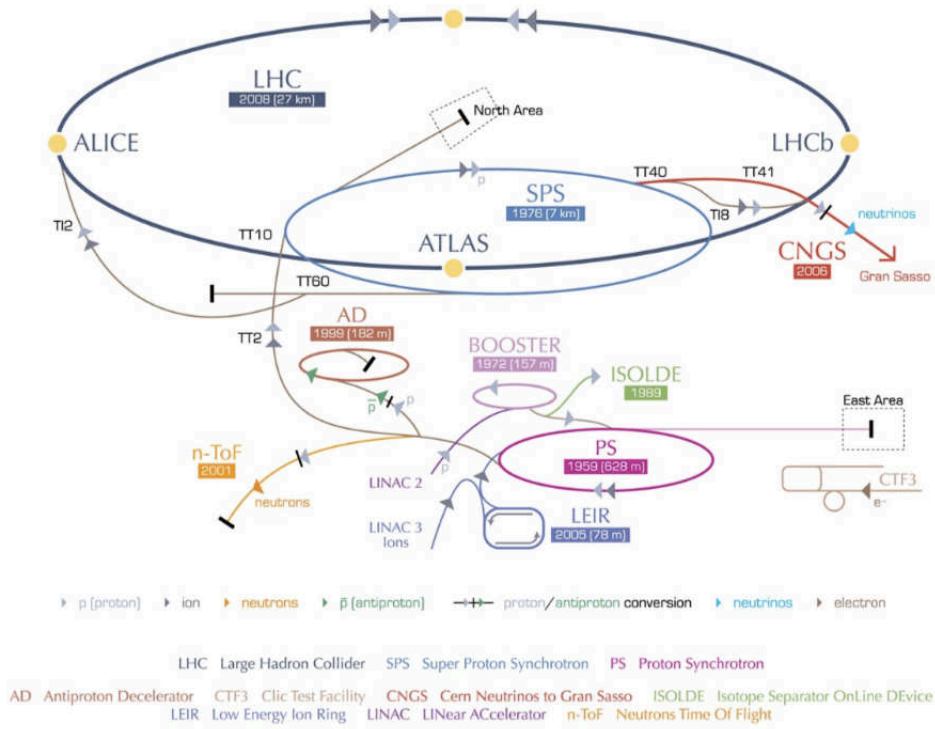 LHC
2008 (27 km)
North Area
ALICE
LHCb
TT40
TT41
SPS
1976 (7 km)
p
TI8
neutrinos
TI2
TT10
ATLAS
CNGS
2006
Gran Sasso
TT60
AD
1999 (182 m)
TT2
BOOSTER
1972 (157 m)
ISOLDE
1989
p̄
p
East Area
n-ToF
2001
PS
1959 (628 m)
p
LINAC 2
neutrons
CTF3
e-
LINAC 3
Ions
LEIR
2005 (78 m)
p (proton) ion neutrons p̄ (antiproton) proton/antiproton conversion neutrinos electron
LHC Large Hadron Collider SPS Super Proton Synchrotron PS Proton Synchrotron
AD Antiproton Decelerator CTF3 Clic Test Facility CNGS Cern Neutrinos to Gran Sasso ISOLDE Isotope Separator OnLine DEvice
LEIR Low Energy Ion Ring LINAC LINear ACcelerator n-ToF Neutrons Time Of Flight